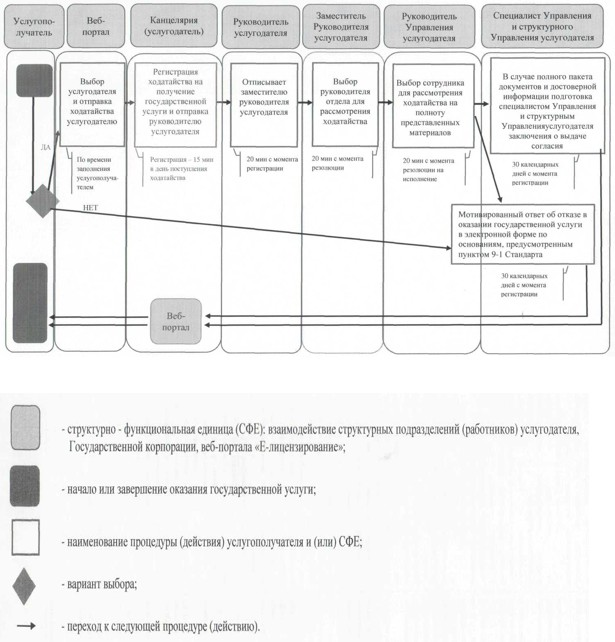 Услугопо-
лучатель
Веб-
портал
Канцелярия
(услугодатель)
Руководитель
услугодателя
Заместитель
Руководителя
услугодателя
Руководитель
Управления
услугодателя
Специалист Управления
и структурного
Управления услугодателя
Выбор
услугодателя
и отправка
ходатайства
услугодателю
Регистрация
ходатайства на
получение
государственной
услуги и отправка
руководителю
услугодателя
Отписывает
заместителю
руководителя
услугодателя
Выбор
руководителя
отдела для
рассмотрения
ходатайства
Выбор сотрудника
для рассмотрения
ходатайства на
полноту
представленных
материалов
В случае полного пакета
документов и достоверной
информации подготовка
специалистом Управления
и структурным
Управленияуслугодателя
заключения о выдаче
согласия
ДА
По времени
заполнения
услугополуча-
телем
Регистрация – 15 мин
в день поступления
ходатайства
20 мин с момента
регистрации
20 мин с момента
резолюции
20 мин с момента
резолюции на
исполнение
30 календарных
дней с момента
регистрации
НЕТ
Мотивированный ответ об отказе в
оказании государственной услуги
в электронной форме по
основаниям, предусмотренным
пунктом 9-1 Стандарта
30 календарных
дней с момента
регистрации
Веб-
портал
- структурно - функциональная единица (СФЕ): взаимодействие структурных подразделений (работников) услугодателя,
Государственной корпорации, веб-портала «Е-лицензирование»;
- начало или завершение оказания государственной услуги;
- наименование процедуры (действия) услугополучателя и (или) СФЕ;
- вариант выбора;
- переход к следующей процедуре (действию).